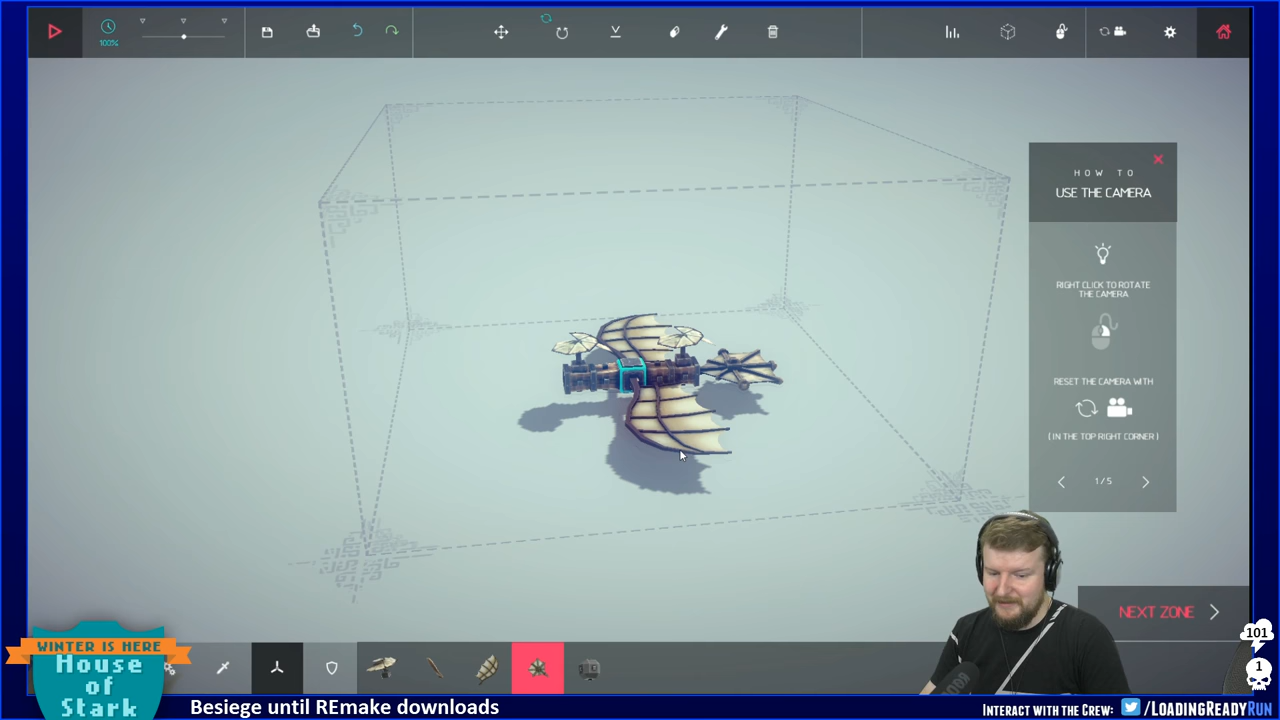 100%
HOW TO
USE THE CAMERA
RIGHT CLICK TO ROTATE
THE CAMERA
RESET THE CAMERA WITH
( IN THE TOP RIGHT CORNER )
1/5
NEXT ZONE
WINTER IS HERE
House
of
Stark
Besiege until REmake downloads
INTERACT WITH THE CREW: /LOADINGREADYRUN
101
1